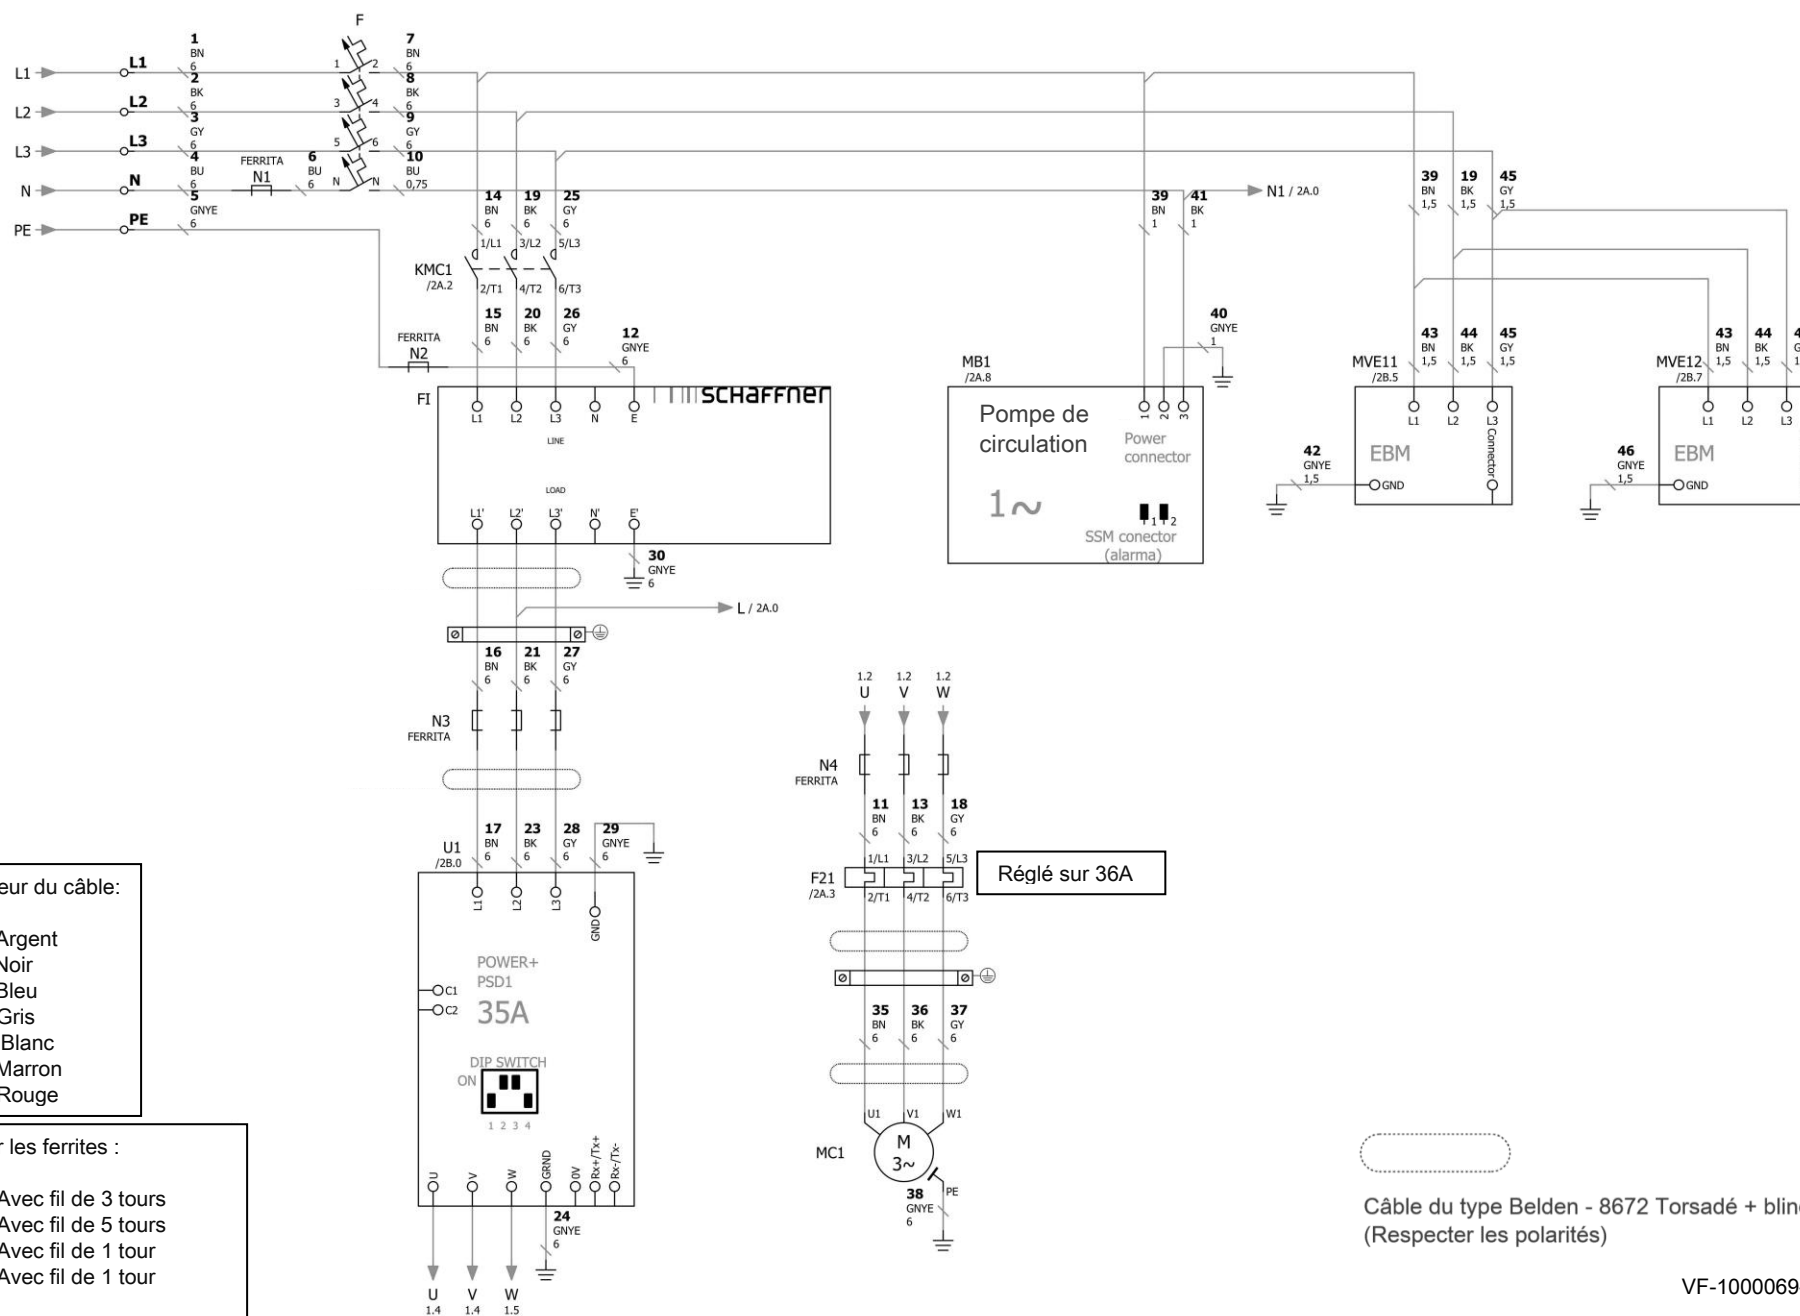 F
1
BN
6
2
BK
6
3
GY
6
4
BU
6
5
GNYE
6
7
BN
6
8
BK
6
9
GY
6
10
BU
0,75
L1
L1
1
2
L2
L2
3
4
L3
L3
5
6
FERRITA
N1
6
BU
6
N
N
N
N
N1 / 2A.0
PE
PE
14
BN
6
19
BK
6
25
GY
6
1/L1
3/L2
5/L3
KMC1
/2A.2
2/T1
4/T2
6/T3
15
BN
6
20
BK
6
26
GY
6
FERRITA
N2
12
GNYE
6
FI
SCHAFFNER
L1
L2
L3
N
E
LINE
LOAD
L1'
L2'
L3'
N'
E'
30
GNYE
6
L / 2A.0
16
BN
6
21
BK
6
27
GY
6
N3
FERRITA
17
BN
6
23
BK
6
28
GY
6
29
GNYE
6
U1
/2B.0
L1
L2
L3
GND
POWER+
PSD1
35A
C1
C2
DIP SWITCH
ON
1 2 3 4
U
V
W
GRND
0V
Rx+/Tx+
Rx-/Tx-
24
GNYE
6
U
1.4
V
1.4
W
1.5
39
BN
1
41
BK
1
40
GNYE
1
MB1
/2A.8
1
2
3
Pompe de
circulation
Power
connector
1~
1
2
SSM conector
(alarma)
39
BN
1,5
19
BK
1,5
45
GY
1,5
43
BN
1,5
44
BK
1,5
45
GY
1,5
MVE11
/2B.5
L1
L2
L3
Connector
EBM
GND
42
GNYE
1,5
43
BN
1,5
44
BK
1,5
MVE12
/2B.7
L1
L2
L3
EBM
GND
46
GNYE
1,5
1.2
U
1.2
V
1.2
W
N4
FERRITA
11
BN
6
13
BK
6
18
GY
6
1/L1
3/L2
5/L3
F21
/2A.3
2/T1
4/T2
6/T3
Réglé sur 36A
35
BN
6
36
BK
6
37
GY
6
U1
V1
W1
MC1
M
3~
PE
38
GNYE
6
eur du câble:
Argent
Noir
Bleu
Gris
Blanc
Marron
Rouge
r les ferrites :
Avec fil de 3 tours
Avec fil de 5 tours
Avec fil de 1 tour
Avec fil de 1 tour
Câble du type Belden - 8672 Torsadé + blin
(Respecter les polarités)
VF-1000069